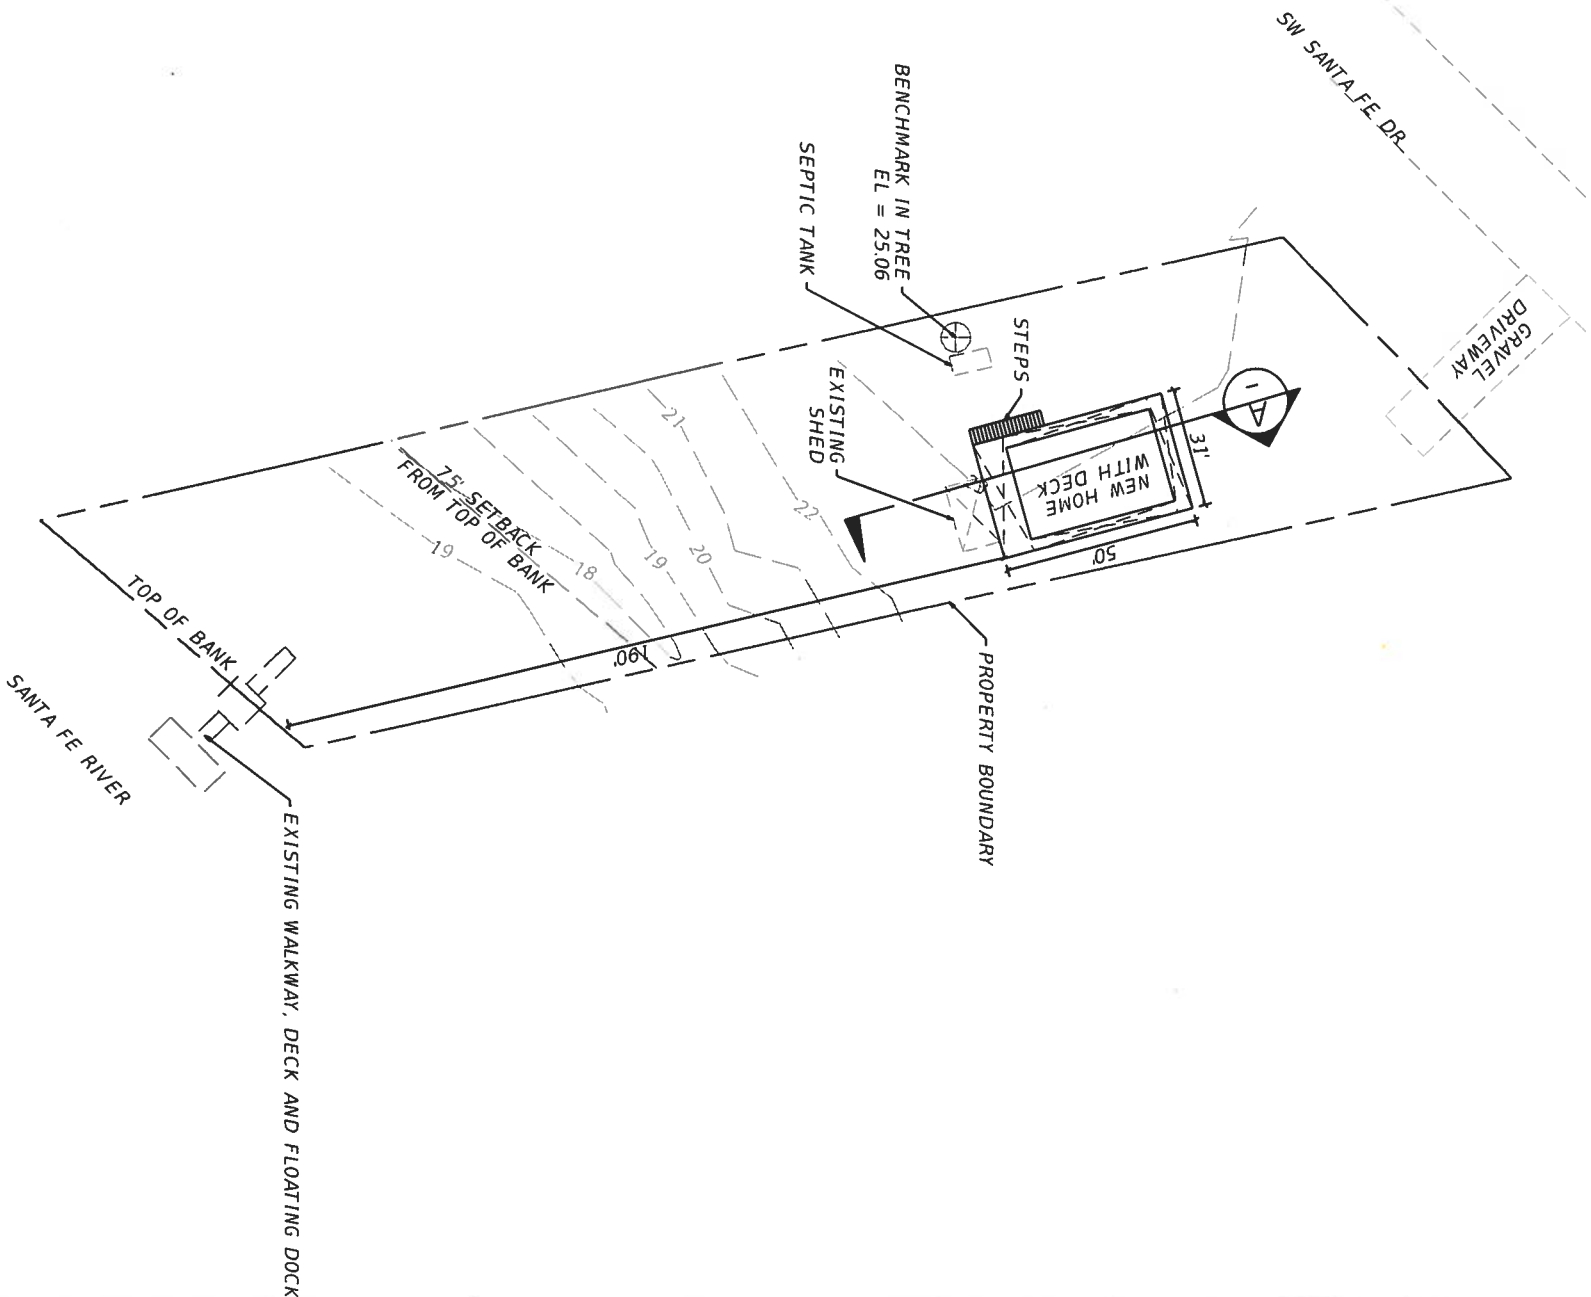 SW SANTA FE DR
GRAVEL
DRIVEWAY
BENCHMARK IN TREE
EL = 25.06
SEPTIC TANK
STEPS
A
-
31'
NEW HOME
WITH DECK
50'
EXISTING
SHED
21
22
75' SETBACK
FROM TOP OF BANK
19
18
19
20
190'
TOP OF BANK
SANTA FE RIVER
PROPERTY BOUNDARY
EXISTING WALKWAY, DECK AND FLOATING DOCK